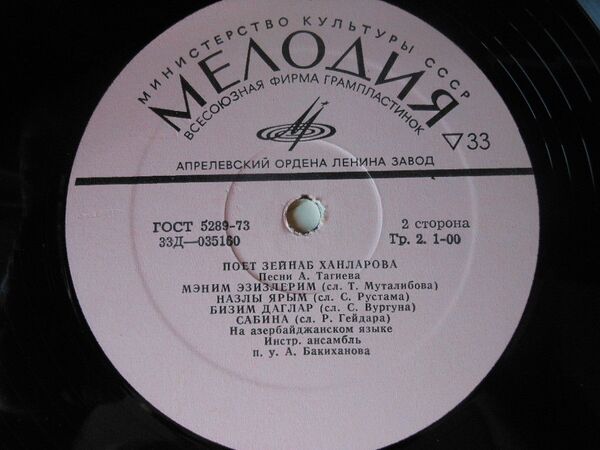 МИНИСТЕРСТВО КУЛЬТУРЫ СССР
МЕЛОДИЯ
ВСЕСОЮЗНАЯ ФИРМА ГРАМПЛАСТИНОК
▽33
АПРЕЛЕВСКИЙ ОРДЕНА ЛЕНИНА ЗАВОД
ГОСТ 5289-73
33Д—035160
2 сторона
Гр. 2. 1-00
ПОЕТ ЗЕЙНАБ ХАНЛАРОВА
Песни А. Тагиева
МЭНИМ ЭЗИЗЛЕРИМ (сл. Т. Муталибова)
НАЗЛЫ ЯРЫМ (сл. С. Рустама)
БИЗИМ ДАГЛАР (сл. С. Вургуна)
САБИНА (сл. Р. Гейдара)
На азербайджанском языке
Инстр. ансамбль
п. у. А. Бакиханова